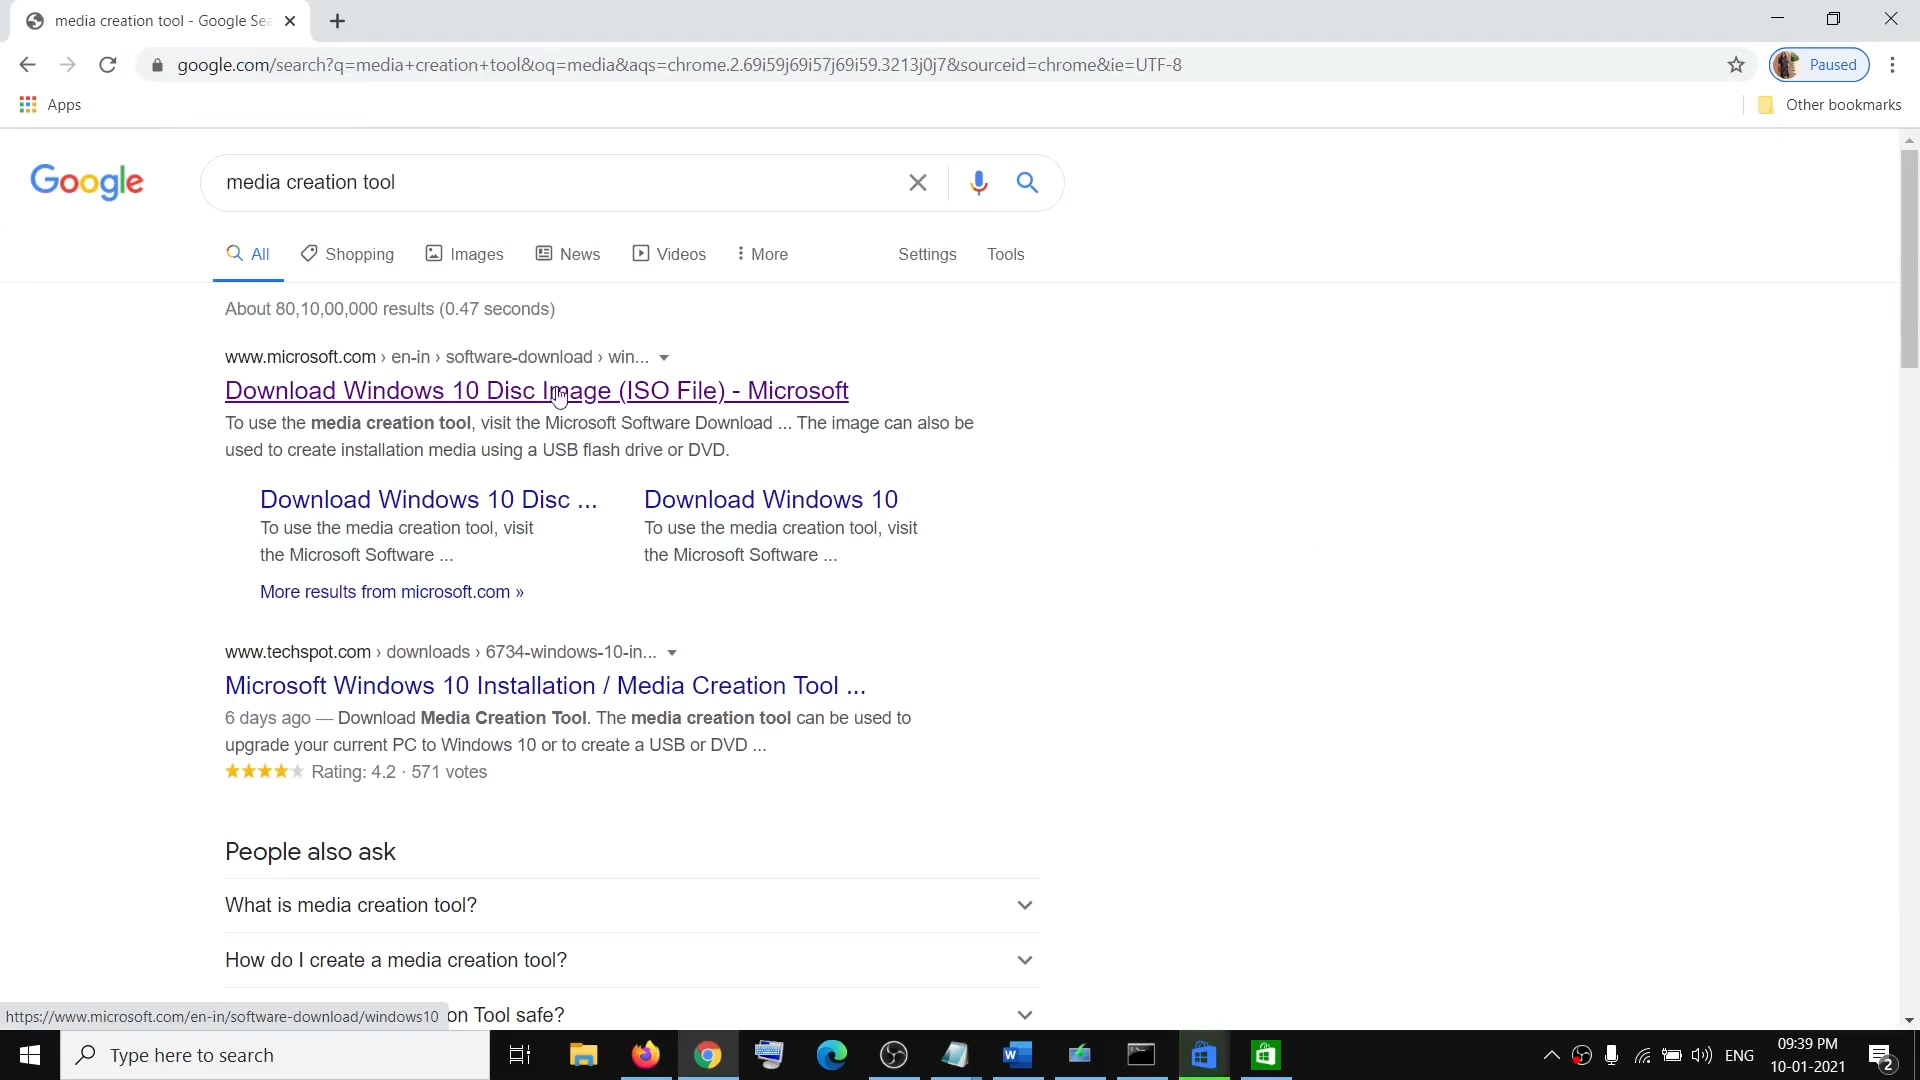 media creation tool - Google Sea
google.com/search?q=media+creation+tool&oq=media&aqs=chrome.2.69i59j69i57j69i59.3213j0j7&sourceid=chrome&ie=UTF-8
Paused
Apps
Other bookmarks
Google
media creation tool
All
Shopping
Images
News
Videos
More
Settings
Tools
About 80,10,00,000 results (0.47 seconds)
www.microsoft.com › en-in › software-download › win...
Download Windows 10 Disc Image (ISO File) - Microsoft
To use the media creation tool, visit the Microsoft Software Download ... The image can also be
used to create installation media using a USB flash drive or DVD.
Download Windows 10 Disc ...
To use the media creation tool, visit
the Microsoft Software ...
Download Windows 10
To use the media creation tool, visit
the Microsoft Software ...
More results from microsoft.com »
www.techspot.com › downloads › 6734-windows-10-in...
Microsoft Windows 10 Installation / Media Creation Tool ...
6 days ago — Download Media Creation Tool. The media creation tool can be used to
upgrade your current PC to Windows 10 or to create a USB or DVD ...
Rating: 4.2 · 571 votes
People also ask
What is media creation tool?
How do I create a media creation tool?
on Tool safe?
https://www.microsoft.com/en-in/software-download/windows10
Type here to search
ENG
09:39 PM
10-01-2021
2